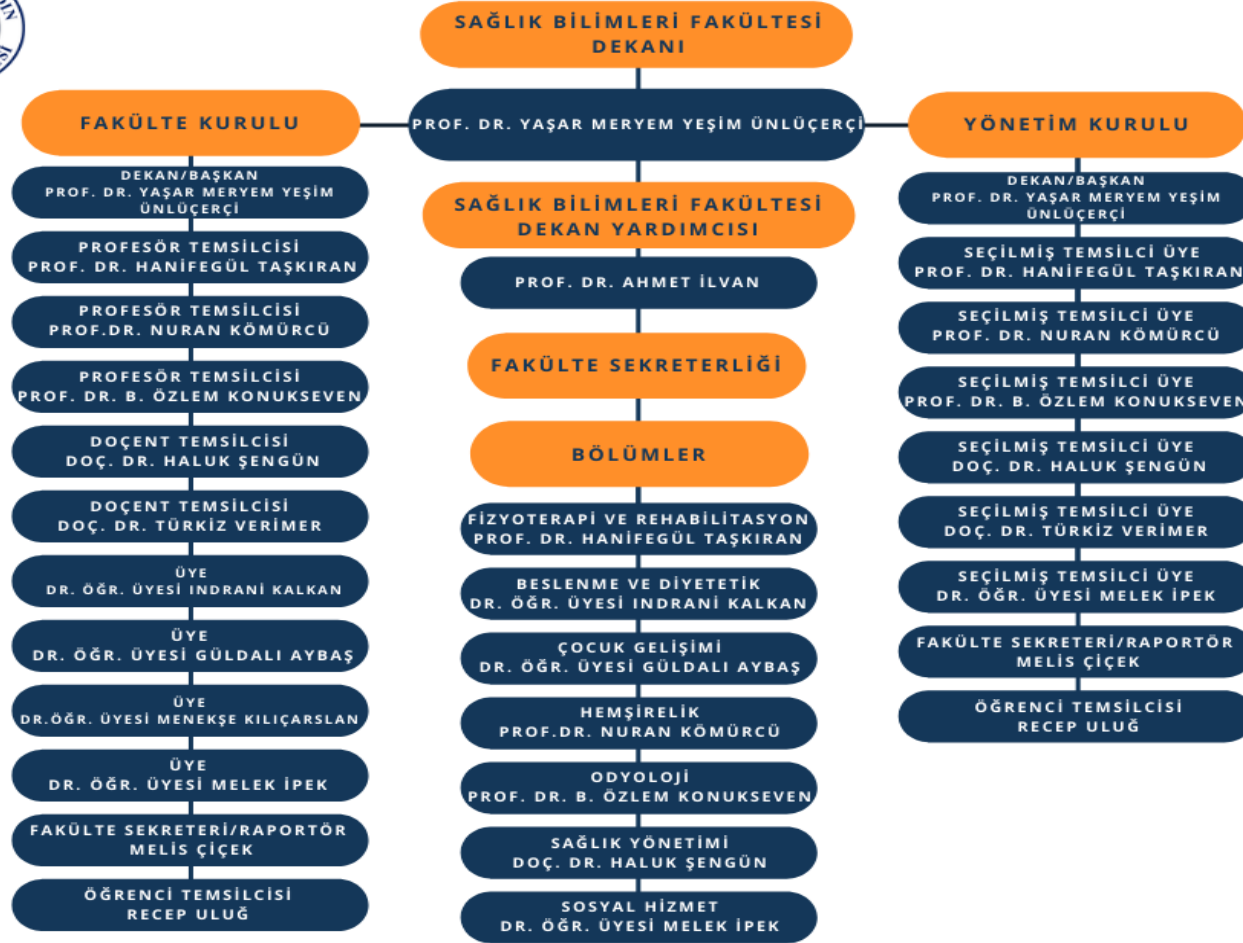 DIN
SAĞLIK BİLİMLERİ FAKÜLTESİ
DEKANI
PROF. DR. YAŞAR MERYEM YEŞİM ÜNLÜÇERÇİ
FAKÜLTE KURULU
DEKAN/BAŞKAN
PROF. DR. YAŞAR MERYEM YEŞİM
ÜNLÜÇERÇİ
PROFESÖR TEMSİLCİSİ
PROF. DR. HANİFEGÜL TAŞKIRAN
PROFESÖR TEMSİLCİSİ
PROF.DR. NURAN KÖMÜRCÜ
PROFESÖR TEMSİLCİSİ
PROF. DR. B. ÖZLEM KONUKSEVEN
DOÇENT TEMSİLCİSİ
DOÇ. DR. HALUK ŞENGÜN
DOÇENT TEMSİLCİSİ
DOÇ. DR. TÜRKİZ VERİMER
ÜYE
DR. ÖĞR. ÜYESİ INDRANİ KALKAN
ÜYE
DR. ÖĞR. ÜYESİ GÜLDALI AYBAŞ
ÜYE
DR.ÖĞR. ÜYESİ MENEKŞE KILIÇARSLAN
ÜYE
DR. ÖĞR. ÜYESİ MELEK İPEK
FAKÜLTE SEKRETERİ/RAPORTÖR
MELİS ÇİÇEK
ÖĞRENCİ TEMSİLCİSİ
RECEP ULUĞ
SAĞLIK BİLİMLERİ FAKÜLTESİ
DEKAN YARDIMCISI
PROF. DR. AHMET İLVAN
FAKÜLTE SEKRETERLİĞİ
BÖLÜMLER
FİZYOTERAPİ VE REHABİLİTASYON
PROF. DR. HANİFEGÜL TAŞKIRAN
BESLENME VE DİYETETİK
DR. ÖĞR. ÜYESİ INDRANİ KALKAN
ÇOCUK GELİŞİMİ
DR. ÖĞR. ÜYESİ GÜLDALI AYBAŞ
HEMŞİRELİK
PROF.DR. NURAN KÖMÜRCÜ
ODYOLOJİ
PROF. DR. B. ÖZLEM KONUKSEVEN
SAĞLIK YÖNETİMİ
DOÇ. DR. HALUK ŞENGÜN
SOSYAL HİZMET
DR. ÖĞR. ÜYESİ MELEK İPEK
YÖNETİM KURULU
DEKAN/BAŞKAN
PROF. DR. YAŞAR MERYEM YEŞİM
ÜNLÜÇERÇİ
SEÇİLMİŞ TEMSİLCİ ÜYE
PROF. DR. HANİFEGÜL TAŞKIRAN
SEÇİLMİŞ TEMSİLCİ ÜYE
PROF. DR. NURAN KÖMÜRCÜ
SEÇİLMİŞ TEMSİLCİ ÜYE
PROF. DR. B. ÖZLEM KONUKSEVEN
SEÇİLMİŞ TEMSİLCİ ÜYE
DOÇ. DR. HALUK ŞENGÜN
SEÇİLMİŞ TEMSİLCİ ÜYE
DOÇ. DR. TÜRKİZ VERİMER
SEÇİLMİŞ TEMSİLCİ ÜYE
DR. ÖĞR. ÜYESİ MELEK İPEK
FAKÜLTE SEKRETERİ/RAPORTÖR
MELİS ÇİÇEK
ÖĞRENCİ TEMSİLCİSİ
RECEP ULUĞ